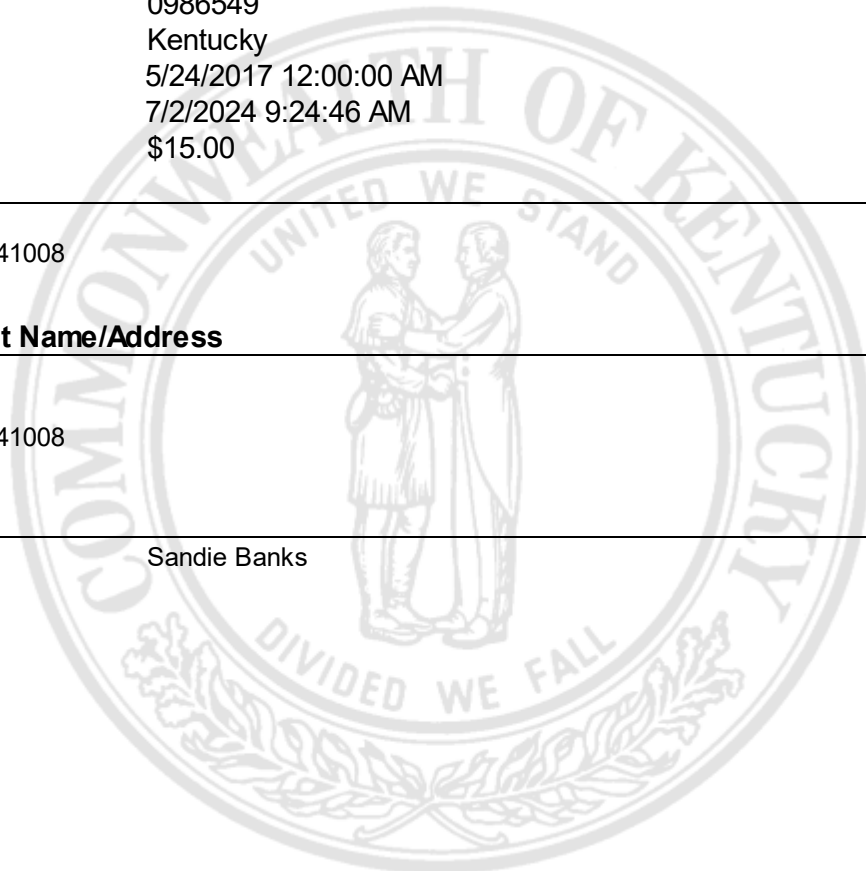 0986549
Kentucky
5/24/2017 12:00:00 AM
7/2/2024 9:24:46 AM
$15.00
41008
t Name/Address
41008
Sandie Banks
COMMONWEALTH OF KENTUCKY
UNITED WE STAND
DIVIDED WE FALL